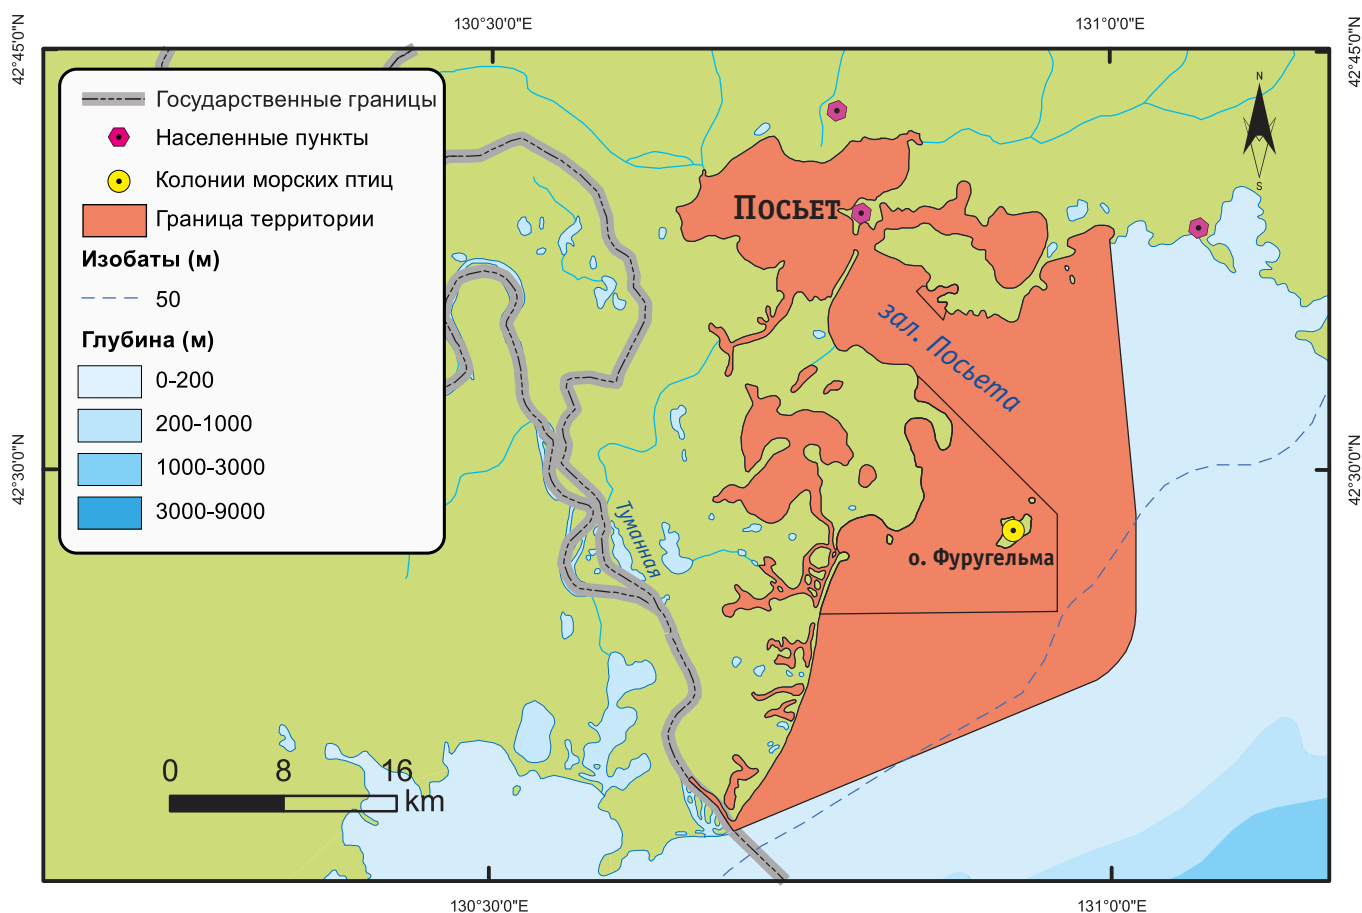 130°30'0"E
131°0'0"E
42°45'0"N
42°45'0"N
Государственные границы
Населенные пункты
Колонии морских птиц
Граница территории
Изобаты (м)
50
Глубина (м)
0-200
200-1000
1000-3000
3000-9000
N
S
Посьет
зал. Посьета
42°30'0"N
42°30'0"N
Туманная
о. Фуругельма
0 8 16
km
130°30'0"E
131°0'0"E